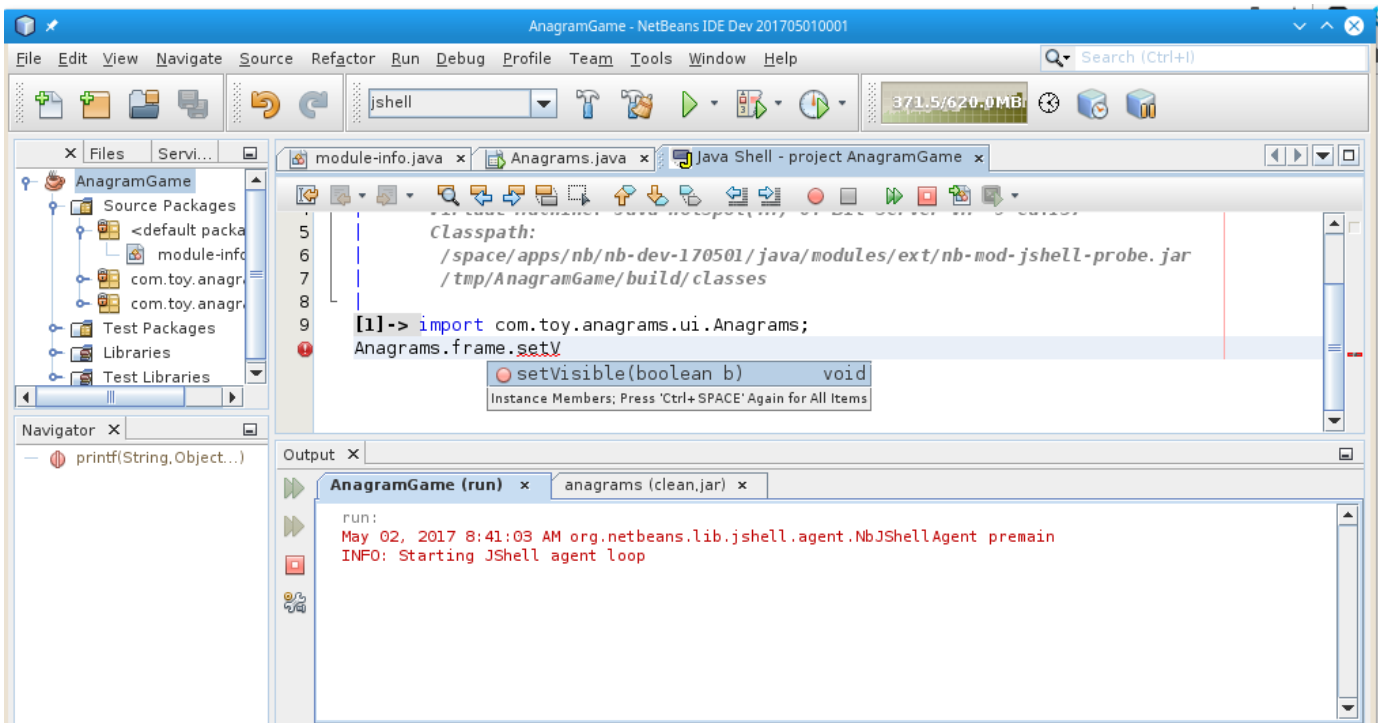 AnagramGame - NetBeans IDE Dev 201705010001
File Edit View Navigate Source Refactor Run Debug Profile Team Tools Window Help
Search (Ctrl+I)
jshell
371.5/620.0MB
Files Servi...
module-info.java Anagrams.java Java Shell - project AnagramGame
AnagramGame
Source Packages
<default packa
module-info
com.toy.anagr
com.toy.anagr
Test Packages
Libraries
Test Libraries
5 Classpath:
6 /space/apps/nb/nb-dev-170501/java/modules/ext/nb-mod-jshell-probe.jar
7 /tmp/AnagramGame/build/classes
8
9 [1]-> import com.toy.anagrams.ui.Anagrams;
Anagrams.frame.setV
setVisible(boolean b) void
Instance Members; Press 'Ctrl+SPACE' Again for All Items
Navigator
printf(String,Object...)
Output
AnagramGame (run) anagrams (clean,jar)
run:
May 02, 2017 8:41:03 AM org.netbeans.lib.jshell.agent.NbJShellAgent premain
INFO: Starting JShell agent loop